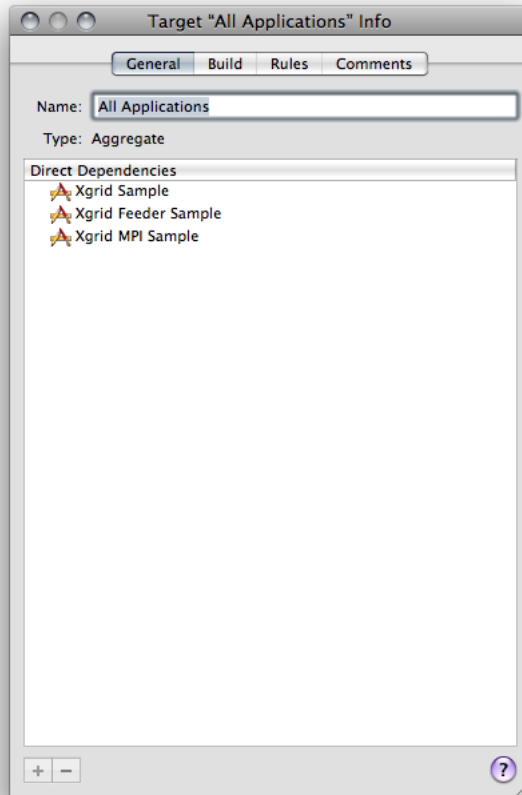 Target “All Applications” Info
General Build Rules Comments
Name: All Applications
Type: Aggregate
Direct Dependencies
Xgrid Sample
Xgrid Feeder Sample
Xgrid MPI Sample
+ − ?